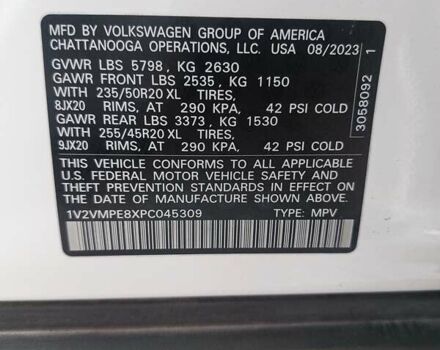 MFD BY VOLKSWAGEN GROUP OF AMERICA
CHATTANOOGA OPERATIONS, LLC. USA 08/2023
GVWR LBS 5798, KG 2630
GAWR FRONT LBS 2535, KG 1150
WITH 235/50R20 XL TIRES,
8JX20 RIMS, AT 290 KPA, 42 PSI COLD
GAWR REAR LBS 3373, KG 1530
WITH 255/45R20 XL TIRES,
9JX20 RIMS, AT 290 KPA, 42 PSI COLD
THIS VEHICLE CONFORMS TO ALL APPLICABLE
U.S. FEDERAL MOTOR VEHICLE SAFETY AND
THEFT PREVENTION STANDARDS IN EFFECT ON
THE DATE OF MANUFACTURE SHOWN ABOVE.
1V2VMPE8XPC045309 TYPE: MPV
3058092 1